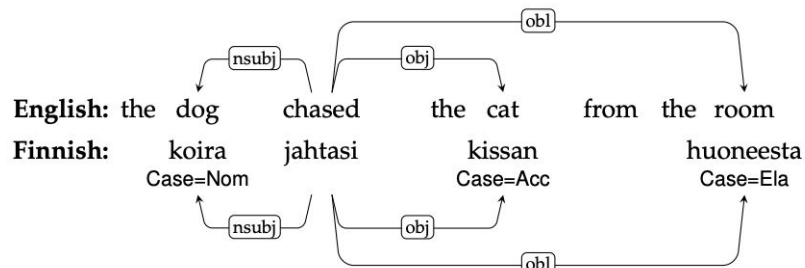 obl
nsubj obj
English: the dog chased the cat from the room
Finnish: koira jahtasi kissan huoneesta
Case=Nom Case=Acc Case=Ela
nsubj obj
obl